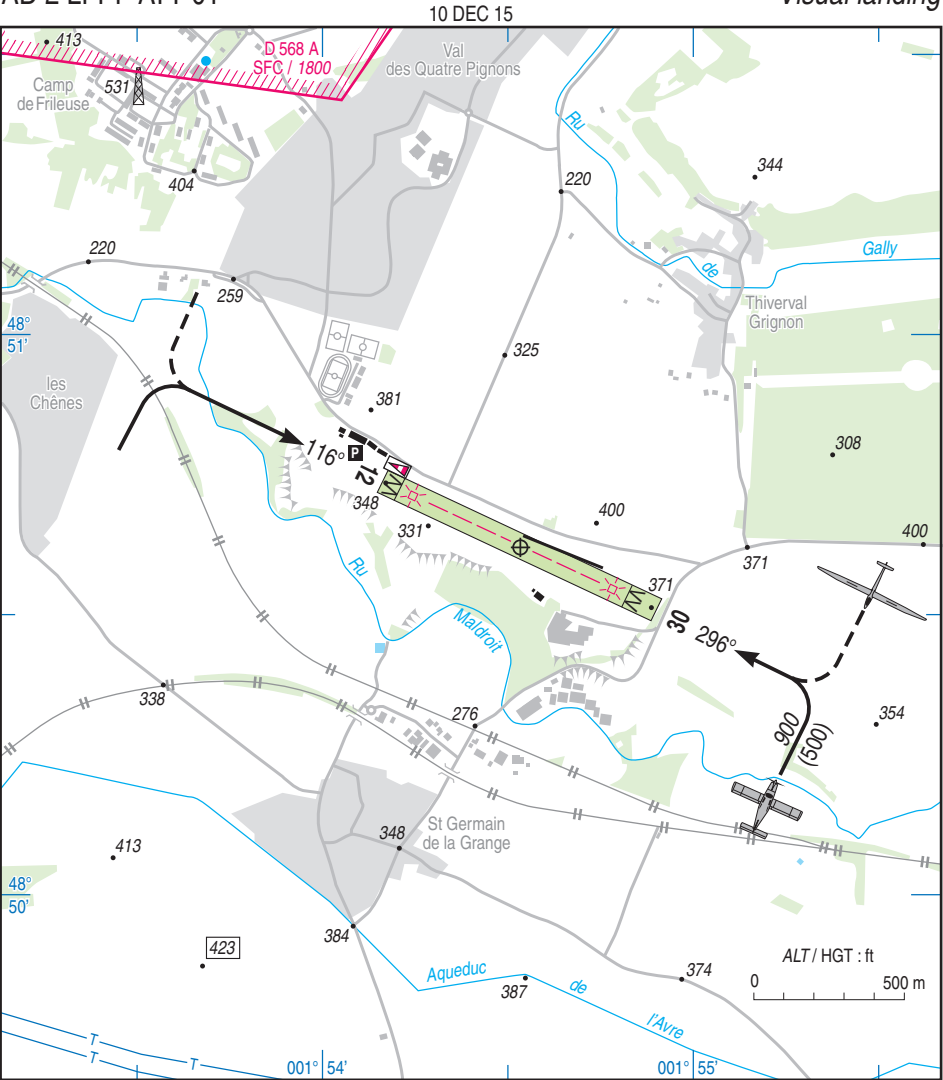 10 DEC 15
Visual landing
413
D 568 A
SFC / 1800
Val
des Quatre Pignons
Camp
de Frileuse
531
404
Ru
344
220
de
Gally
220
259
48°
51'
Thiverval
Grignon
325
les
Chênes
381
116°
P
12
308
348
331
400
400
371
371
Ru
Maldroit
30
296°
338
276
354
900
(500)
348
St Germain
de la Grange
413
48°
50'
384
423
ALT / HGT : ft
0
500 m
Aqueduc
387
de
374
l'Avre
T
T
T
001° 54'
001° 55'